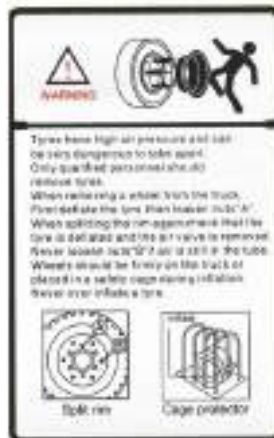 WARNING
Tyres have high air pressure and can
be very dangerous to take apart.
Only qualified personnel should
remove tyres.
When removing a wheel from the truck.
First deflate the tyre then loosen nuts"A".
When splitting the rim again check that the
tyre is deflated and the air valve is removed.
Never loosen nuts"B"if air is still in the tube.
Wheels should be firmly on the truck or
placed in a safety cage during inflation.
Never over inflate a tyre.
Split rim
Cage protector